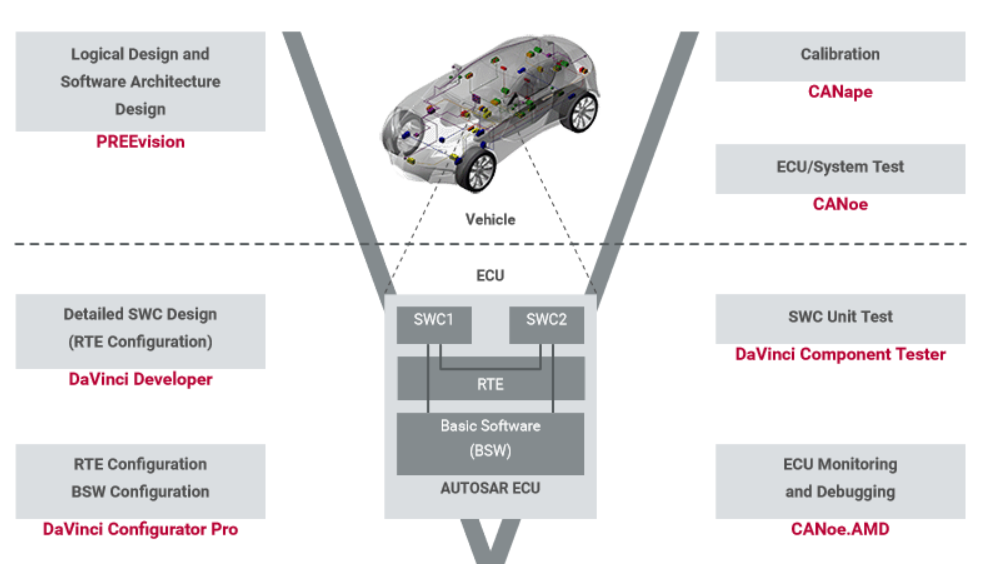 Logical Design and
Software Architecture
Design
PREEvision
Vehicle
Calibration
CANape
ECU/System Test
CANoe
ECU
Detailed SWC Design
(RTE Configuration)
DaVinci Developer
RTE Configuration
BSW Configuration
DaVinci Configurator Pro
SWC1
SWC2
RTE
Basic Software
(BSW)
AUTOSAR ECU
SWC Unit Test
DaVinci Component Tester
ECU Monitoring
and Debugging
CANoe.AMD